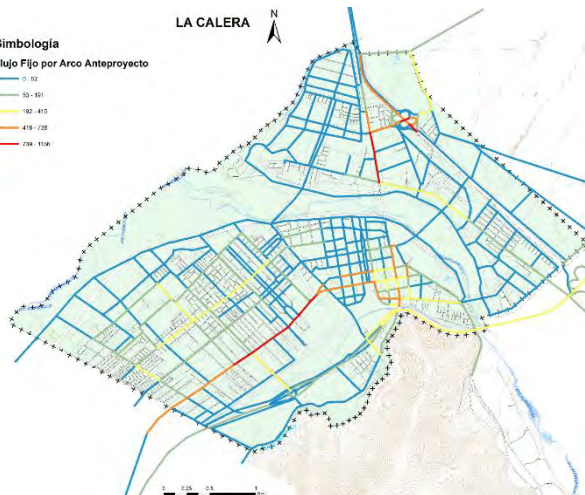 LA CALERA
N
Simbología
lujo Fijo por Arco Anteproyecto
0 - 52
53 - 191
192 - 415
416 - 738
739 - 1156
0 0,25 0,5 1